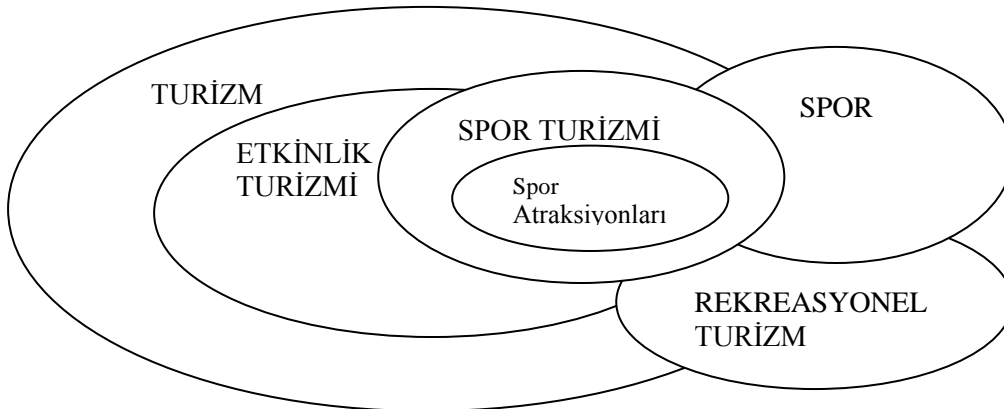 TURİZM
ETKİNLİK
TURİZMİ
SPOR TURİZMİ
Spor
Atraksiyonları
SPOR
REKREASYONEL
TURİZM